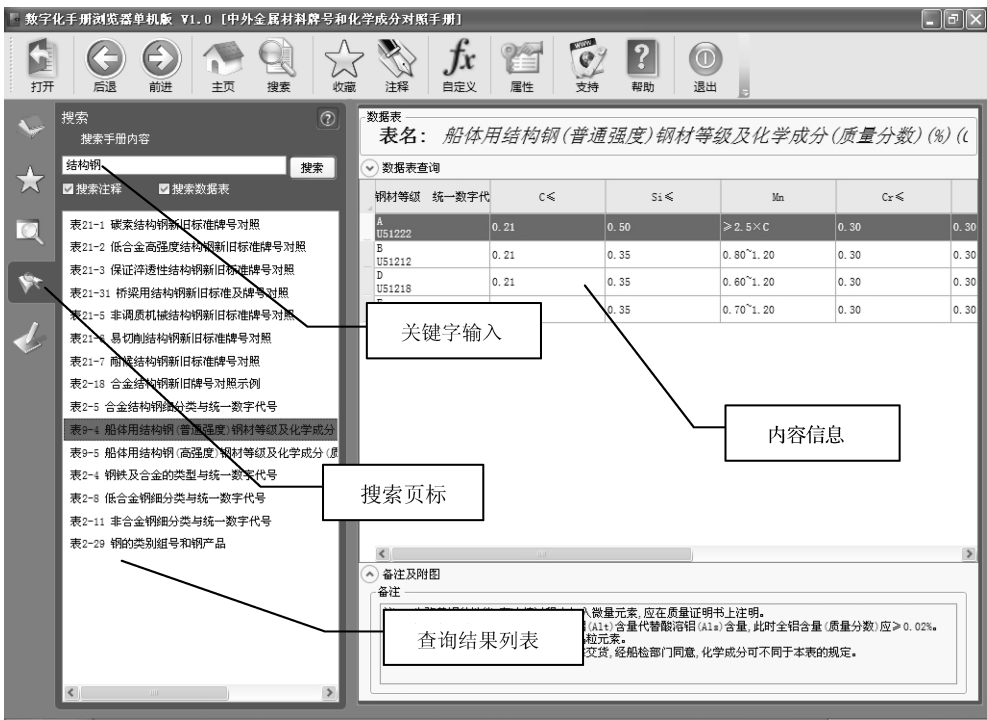 数字化手册浏览器单机版 V1.0 [中外金属材料牌号和化学成分对照手册]
打开 后退 前进 主页 搜索 收藏 注释 自定义 属性 支持 帮助 退出
搜索
搜索手册内容
结构钢 搜索
搜索注释 搜索数据表
表21-1 碳素结构钢新旧标准牌号对照
表21-2 低合金高强度结构钢新旧标准牌号对照
表21-3 保证淬透性结构钢新旧标准牌号对照
表21-31 桥梁用结构钢新旧标准及牌号对照
表21-5 非调质机械结构钢新旧标准牌号对照
表21-6 易切削结构钢新旧标准牌号对照
表21-7 耐候结构钢新旧标准牌号对照
表2-18 合金结构钢新旧牌号对照示例
表2-5 合金结构钢细分类与统一数字代号
表9-4 船体用结构钢(普通强度)钢材等级及化学成分
表9-5 船体用结构钢(高强度)钢材等级及化学成分(质
表2-4 钢铁及合金的类型与统一数字代号
表2-8 低合金钢细分类与统一数字代号
表2-11 非合金钢细分类与统一数字代号
表2-29 钢的类别组号和钢产品
数据表
表名: 船体用结构钢(普通强度)钢材等级及化学成分(质量分数)(%)(
数据表查询
钢材等级 统一数字代 C≤ Si≤ Mn Cr≤
A
U51222 0.21 0.50 ≥2.5×C 0.30 0.30
B
U51212 0.21 0.35 0.80~1.20 0.30 0.30
D
U51218 0.21 0.35 0.60~1.20 0.30 0.30
0.35 0.70~1.20 0.30 0.30
关键字输入
内容信息
搜索页标
查询结果列表
备注及附图
备注
入微量元素,应在质量证明书上注明。
(Alt)含量代替酸溶铝(Als)含量,此时全铝含量(质量分数)应≥0.02%。
粒元素。
交货,经船检部门同意,化学成分可不同于本表的规定。